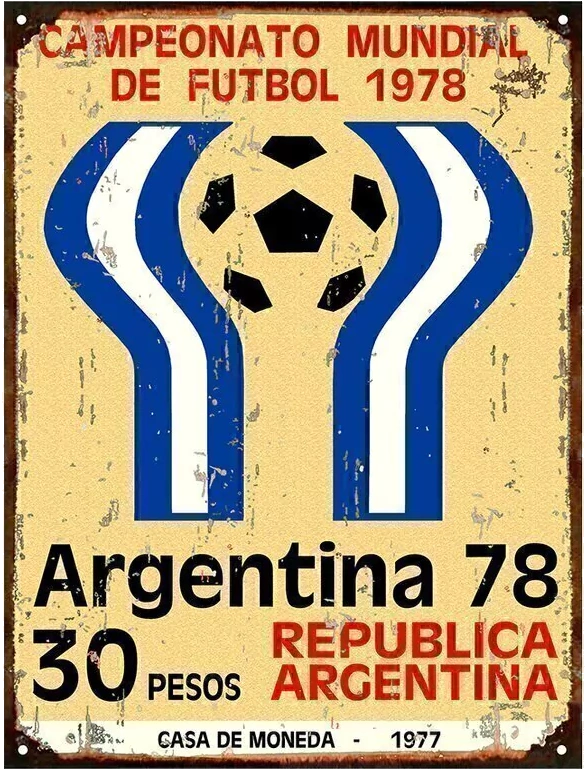 CAMPEONATO MUNDIAL
DE FUTBOL 1978
Argentina 78
30 PESOS
REPUBLICA
ARGENTINA
CASA DE MONEDA - 1977